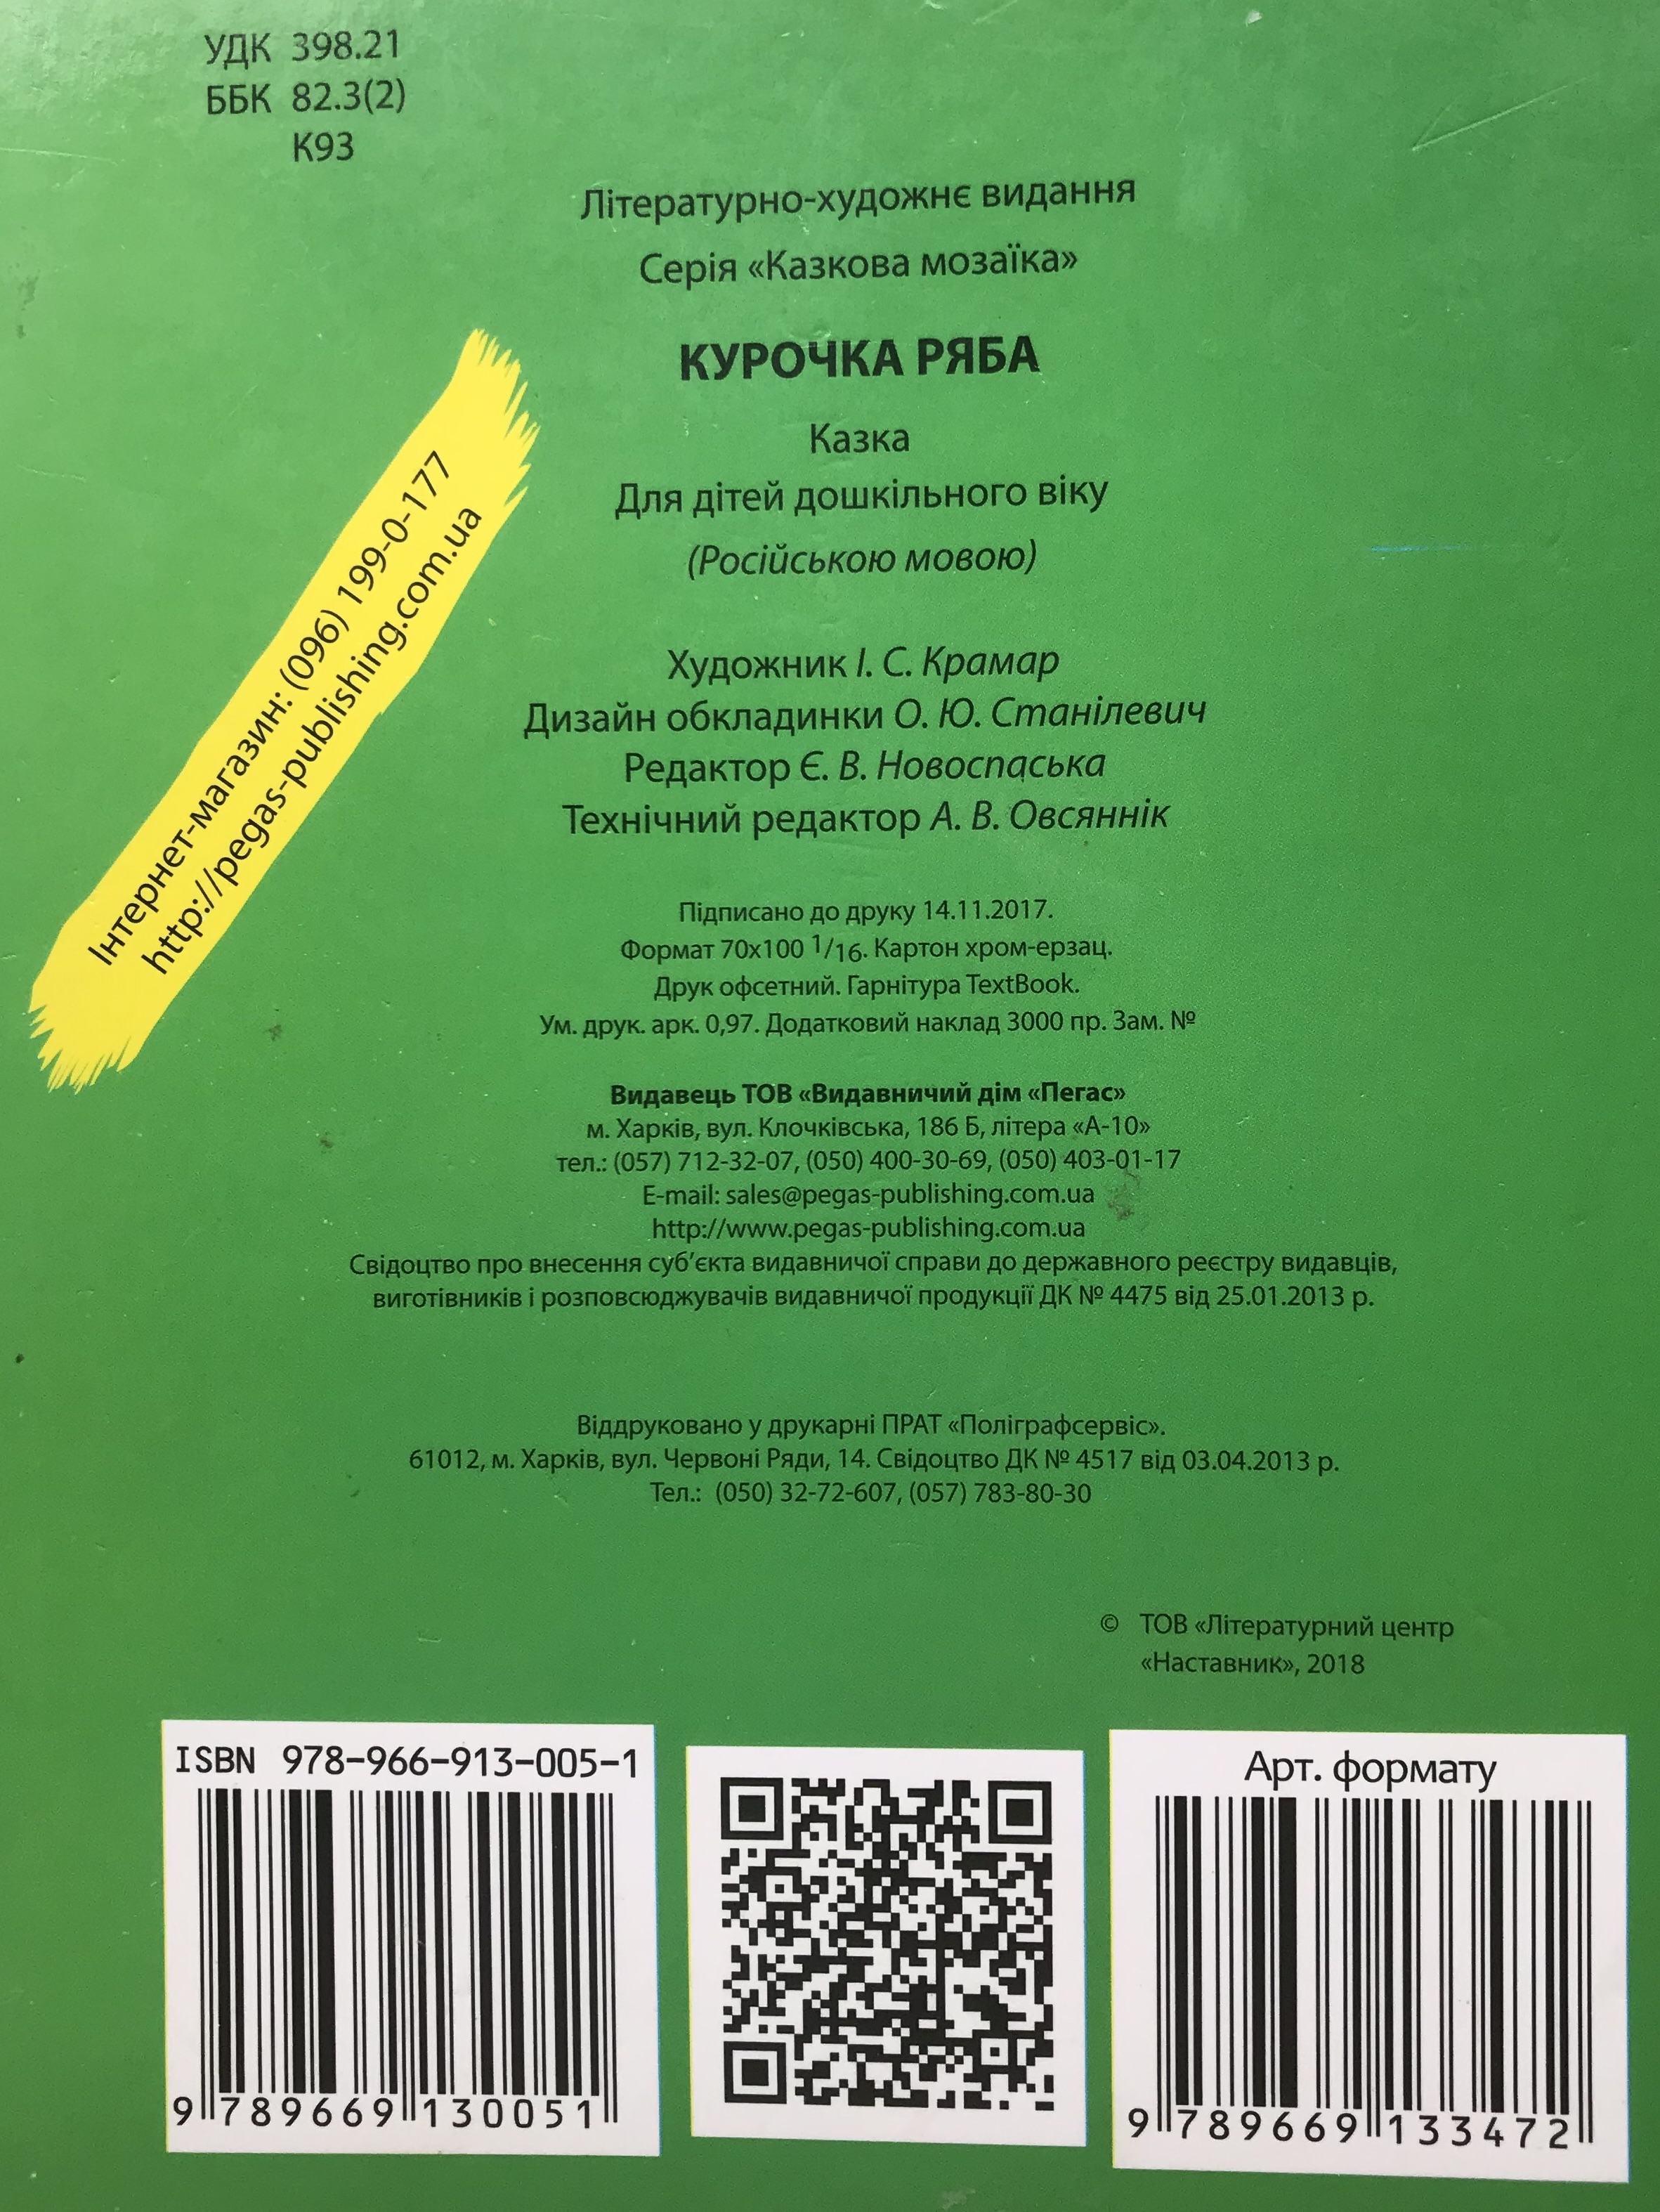 УДК 398.21
ББК 82.3(2)
К93
Літературно-художнє видання
Серія «Казкова мозаїка»
КУРОЧКА РЯБА
Казка
Для дітей дошкільного віку
(Російською мовою)
Інтернет-магазин: (096) 199-0-177
http://pegas-publishing.com.ua
Художник І. С. Крамар
Дизайн обкладинки О. Ю. Станілевич
Редактор Є. В. Новоспаська
Технічний редактор А. В. Овсяннік
Підписано до друку 14.11.2017.
Формат 70x100 1/16. Картон хром-ерзац.
Друк офсетний. Гарнітура TextBook.
Ум. друк. арк. 0,97. Додатковий наклад 3000 пр. Зам. №
Видавець ТОВ «Видавничий дім «Пегас»
м. Харків, вул. Клочківська, 186 Б, літера «А-10»
тел.: (057) 712-32-07, (050) 400-30-69, (050) 403-01-17
E-mail: sales@pegas-publishing.com.ua
http://www.pegas-publishing.com.ua
Свідоцтво про внесення суб’єкта видавничої справи до державного реєстру видавців,
виготівників і розповсюджувачів видавничої продукції ДК № 4475 від 25.01.2013 р.
Віддруковано у друкарні ПРАТ «Поліграфсервіс».
61012, м. Харків, вул. Червоні Ряди, 14. Свідоцтво ДК № 4517 від 03.04.2013 р.
Тел.: (050) 32-72-607, (057) 783-80-30
© ТОВ «Літературний центр
«Наставник», 2018
ISBN 978-966-913-005-1
9 789669 130051
Арт. формату
9 789669 133472